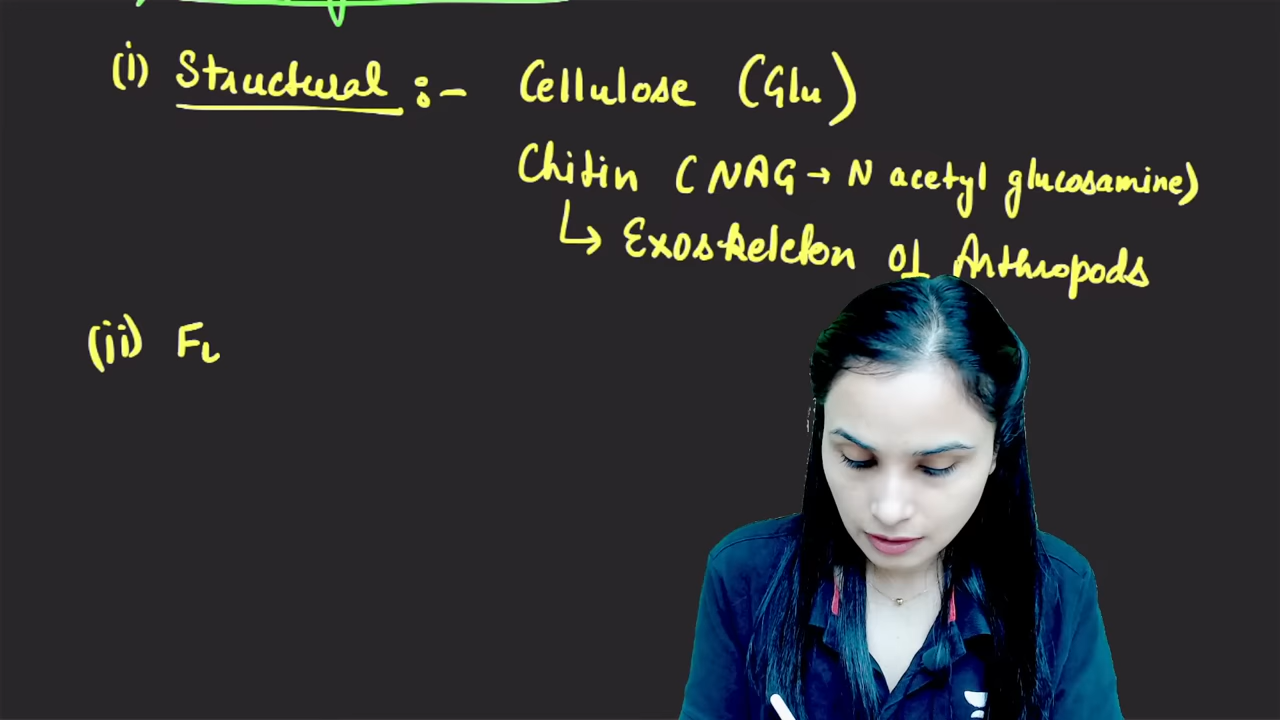 (i) Structural :- Cellulose (Glu)
Chitin (NAG → N acetyl glucosamine)
↳ Exoskeleton of Arthropods
(ii) Fu